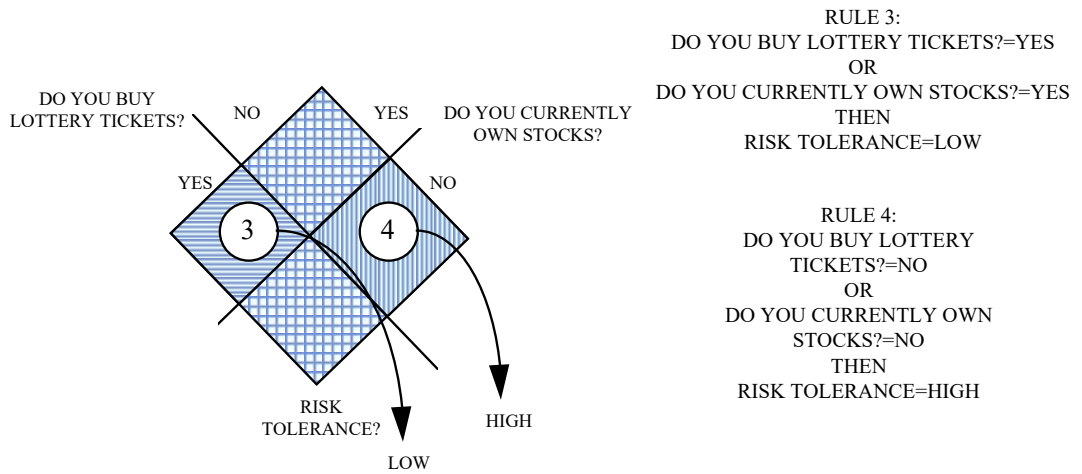 DO YOU BUY
LOTTERY TICKETS?
NO
YES
DO YOU CURRENTLY
OWN STOCKS?
YES
NO
3
4
RISK
TOLERANCE?
LOW
HIGH
RULE 3:
DO YOU BUY LOTTERY TICKETS?=YES
OR
DO YOU CURRENTLY OWN STOCKS?=YES
THEN
RISK TOLERANCE=LOW
RULE 4:
DO YOU BUY LOTTERY
TICKETS?=NO
OR
DO YOU CURRENTLY OWN
STOCKS?=NO
THEN
RISK TOLERANCE=HIGH